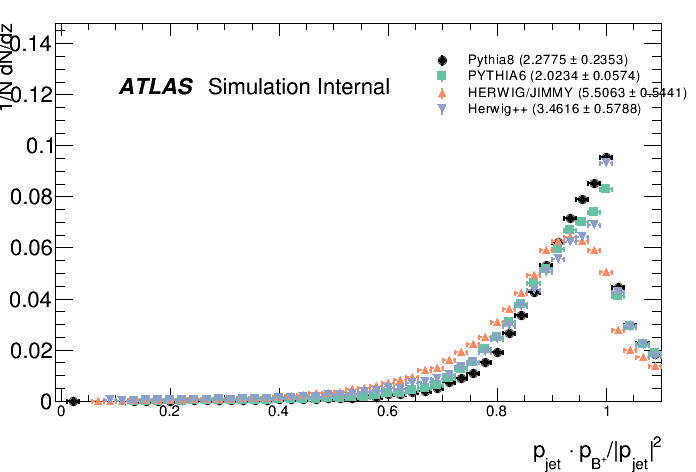 1/N dN/dz
0.14
0.12
0.1
0.08
0.06
0.04
0.02
0
ATLAS Simulation Internal
Pythia8 (2.2775 ± 0.2353)
PYTHIA6 (2.0234 ± 0.0574)
HERWIG/JIMMY (5.5063 ± 0.5441)
Herwig++ (3.4616 ± 0.5788)
0 0.2 0.4 0.6 0.8 1
p_jet · p_B⁺/|p_jet|²